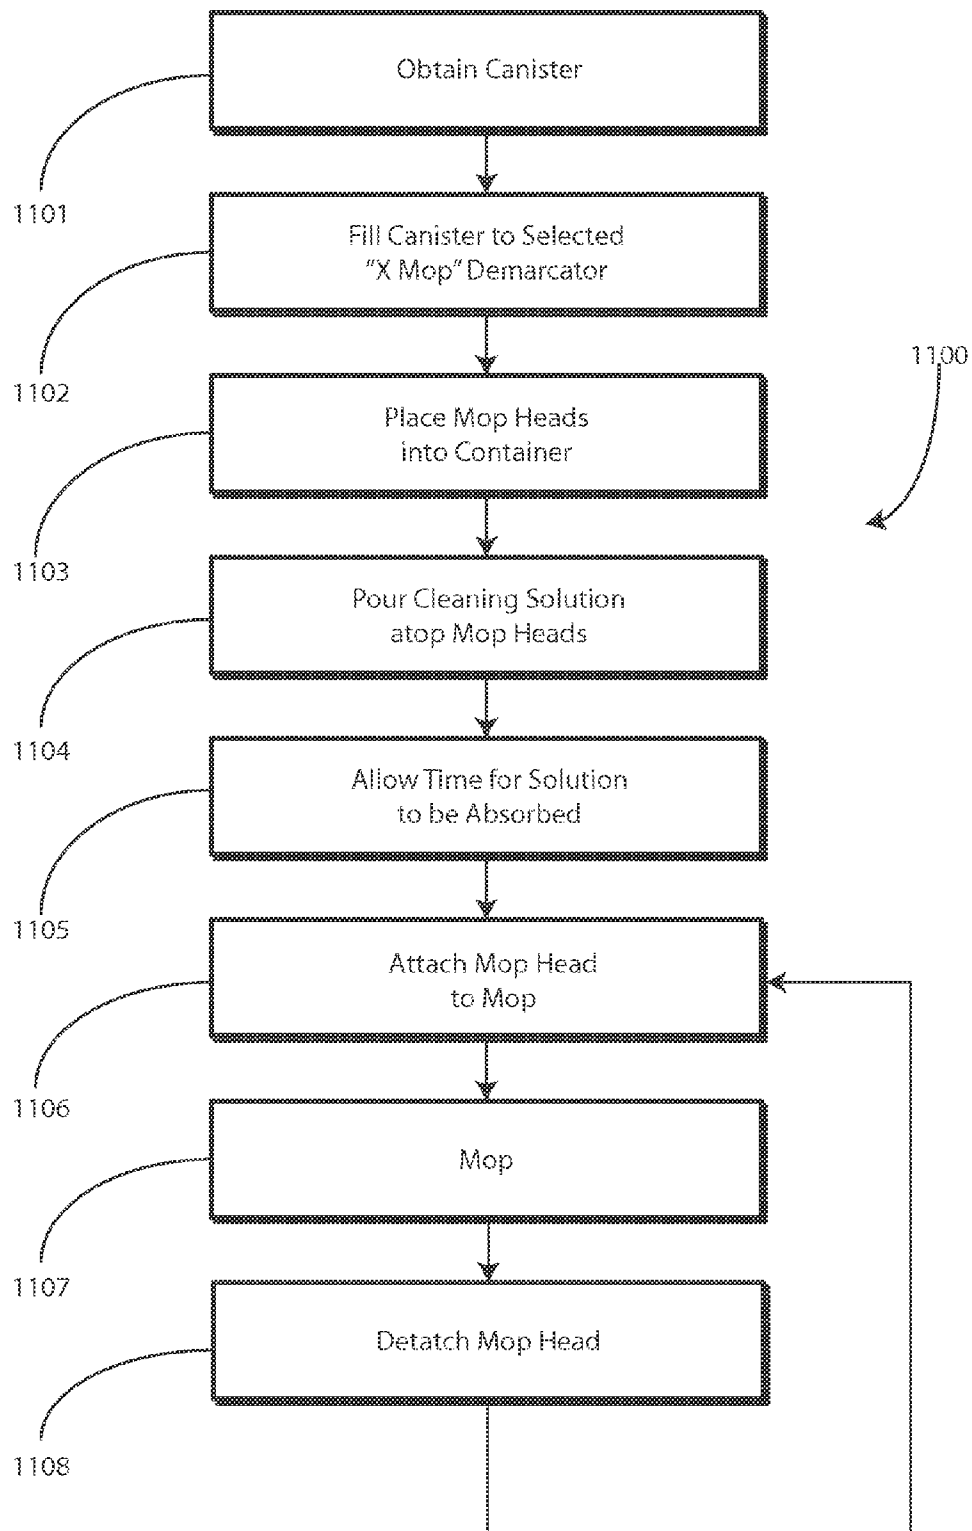 Obtain Canister
1101
Fill Canister to Selected
"X Mop" Demarcator
1102
1100
Place Mop Heads
into Container
1103
Pour Cleaning Solution
atop Mop Heads
1104
Allow Time for Solution
to be Absorbed
1105
Attach Mop Head
to Mop
1106
Mop
1107
Detatch Mop Head
1108